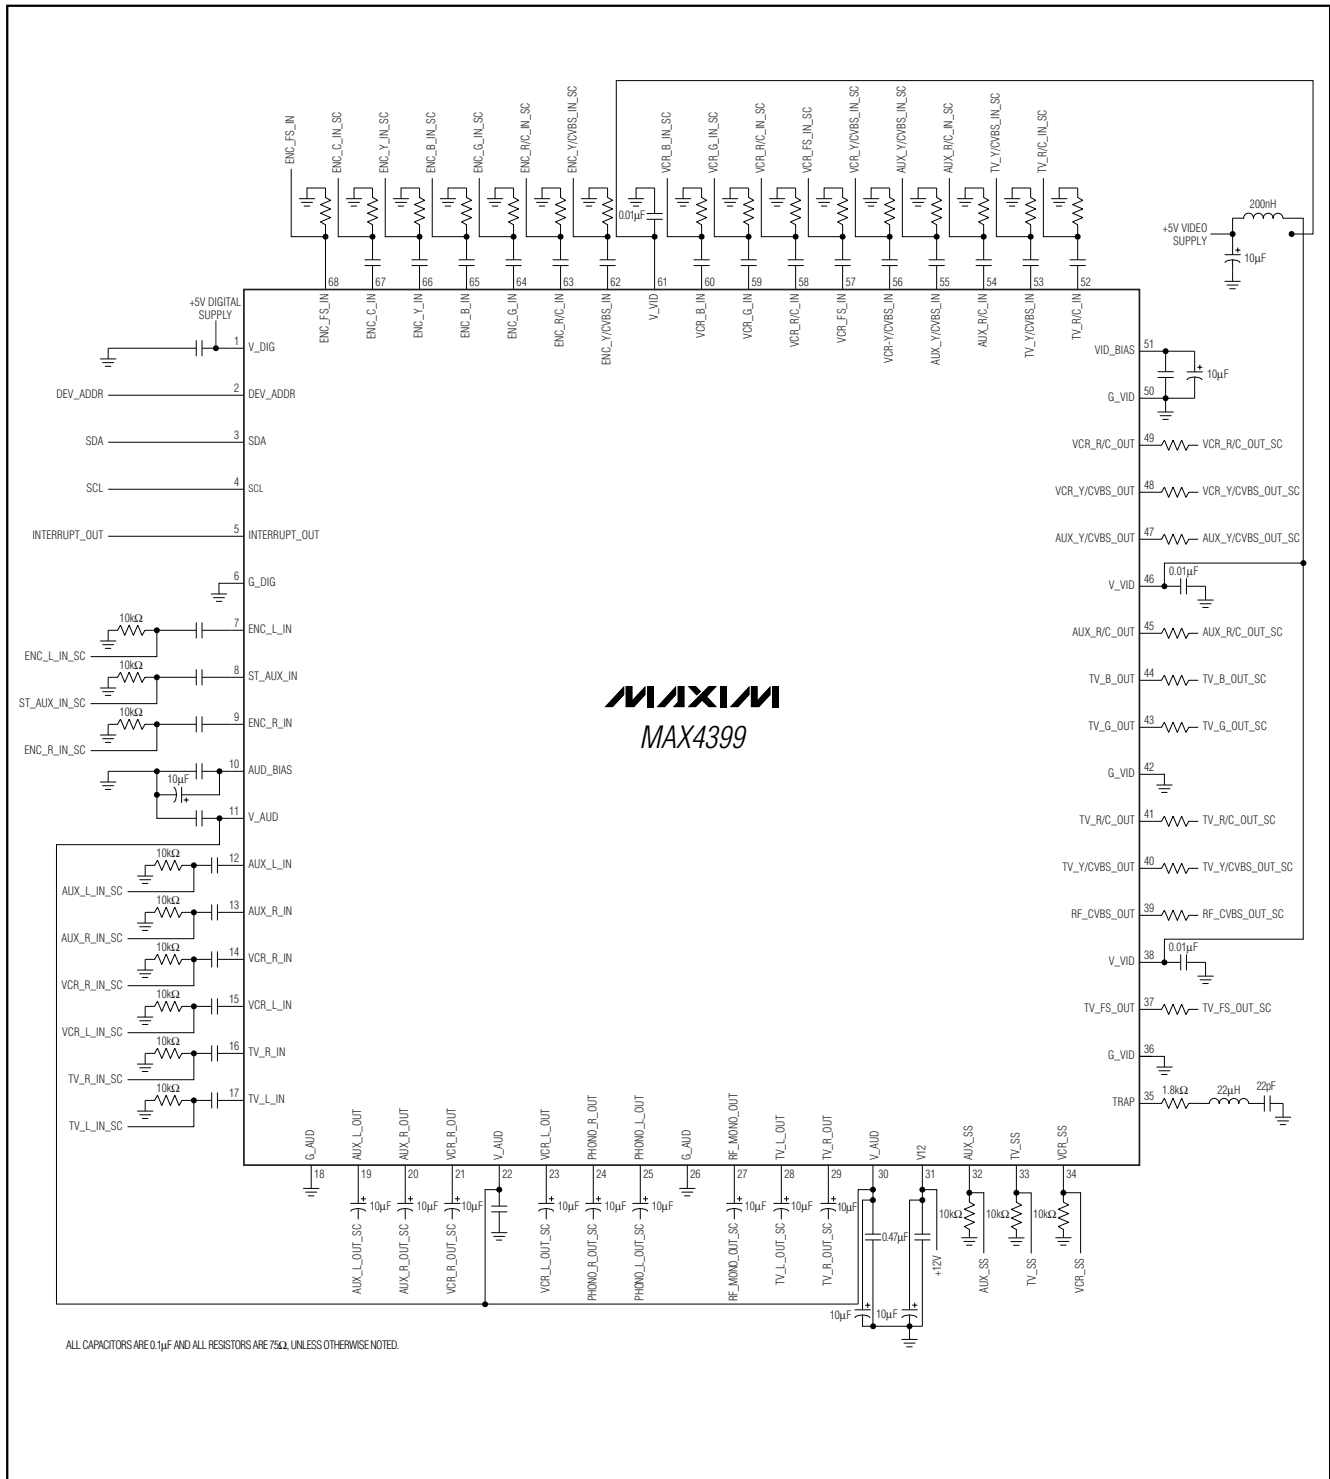 ENC_FS_IN
ENC_C_IN_SC
ENC_Y_IN_SC
ENC_B_IN_SC
ENC_G_IN_SC
ENC_R/C_IN_SC
ENC_Y/CVBS_IN_SC
VCR_B_IN_SC
VCR_G_IN_SC
VCR_R/C_IN_SC
VCR_FS_IN_SC
VCR_Y/CVBS_IN_SC
AUX_Y/CVBS_IN_SC
AUX_R/C_IN_SC
TV_Y/CVBS_IN_SC
TV_R/C_IN_SC
0.01µF
200nH
+5V VIDEO
SUPPLY
10µF
68
67
66
65
64
63
62
61
60
59
58
57
56
55
54
53
52
ENC_FS_IN
ENC_C_IN
ENC_Y_IN
ENC_B_IN
ENC_G_IN
ENC_R/C_IN
ENC_Y/CVBS_IN
V_VID
VCR_B_IN
VCR_G_IN
VCR_R/C_IN
VCR_FS_IN
VCR-Y/CVBS_IN
AUX_Y/CVBS_IN
AUX_R/C_IN
TV_Y/CVBS_IN
TV_R/C_IN
+5V DIGITAL
SUPPLY
1 V_DIG
DEV_ADDR 2 DEV_ADDR
SDA 3 SDA
SCL 4 SCL
INTERRUPT_OUT 5 INTERRUPT_OUT
6 G_DIG
10kΩ 7 ENC_L_IN
ENC_L_IN_SC
10kΩ 8 ST_AUX_IN
ST_AUX_IN_SC
10kΩ 9 ENC_R_IN
ENC_R_IN_SC
10 AUD_BIAS
10µF
11 V_AUD
10kΩ 12 AUX_L_IN
AUX_L_IN_SC
10kΩ 13 AUX_R_IN
AUX_R_IN_SC
10kΩ 14 VCR_R_IN
VCR_R_IN_SC
10kΩ 15 VCR_L_IN
VCR_L_IN_SC
10kΩ 16 TV_R_IN
TV_R_IN_SC
10kΩ 17 TV_L_IN
TV_L_IN_SC
MAXIM
MAX4399
VID_BIAS 51
10µF
G_VID 50
VCR_R/C_OUT 49 VCR_R/C_OUT_SC
VCR_Y/CVBS_OUT 48 VCR_Y/CVBS_OUT_SC
AUX_Y/CVBS_OUT 47 AUX_Y/CVBS_OUT_SC
V_VID 46 0.01µF
AUX_R/C_OUT 45 AUX_R/C_OUT_SC
TV_B_OUT 44 TV_B_OUT_SC
TV_G_OUT 43 TV_G_OUT_SC
G_VID 42
TV_R/C_OUT 41 TV_R/C_OUT_SC
TV_Y/CVBS_OUT 40 TV_Y/CVBS_OUT_SC
RF_CVBS_OUT 39 RF_CVBS_OUT_SC
V_VID 38 0.01µF
TV_FS_OUT 37 TV_FS_OUT_SC
G_VID 36
TRAP 35 1.8kΩ 22µH 22pF
G_AUD
AUX_L_OUT
AUX_R_OUT
VCR_R_OUT
V_AUD
VCR_L_OUT
PHONO_R_OUT
PHONO_L_OUT
G_AUD
RF_MONO_OUT
TV_L_OUT
TV_R_OUT
V_AUD
V12
AUX_SS
TV_SS
VCR_SS
18
19
20
21
22
23
24
25
26
27
28
29
30
31
32
33
34
10µF
10µF
10µF
10µF
10µF
10µF
10µF
10µF
10µF
0.47µF
10kΩ
10kΩ
10kΩ
AUX_L_OUT_SC
AUX_R_OUT_SC
VCR_R_OUT_SC
VCR_L_OUT_SC
PHONO_R_OUT_SC
PHONO_L_OUT_SC
RF_MONO_OUT_SC
TV_L_OUT_SC
TV_R_OUT_SC
+12V
AUX_SS
TV_SS
VCR_SS
10µF
10µF
ALL CAPACITORS ARE 0.1µF AND ALL RESISTORS ARE 75Ω, UNLESS OTHERWISE NOTED.